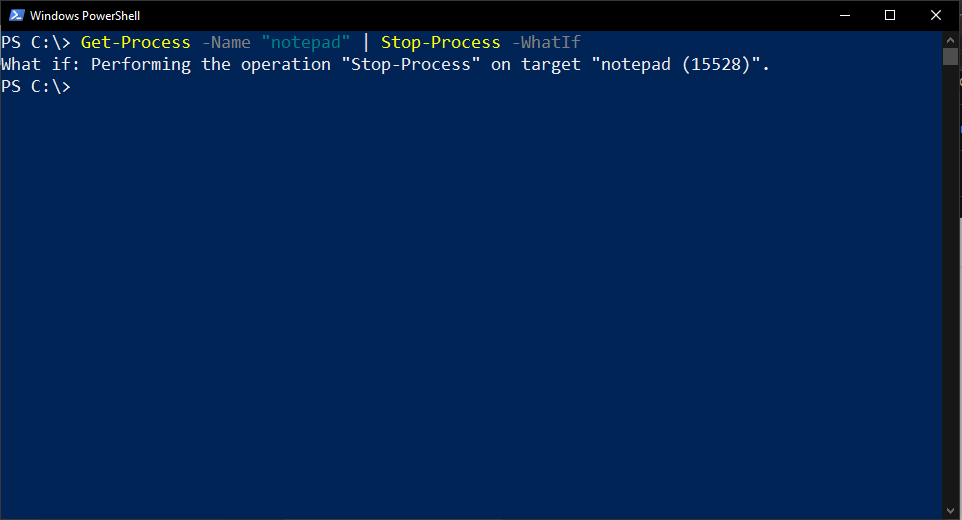 Windows PowerShell
PS C:\> Get-Process -Name "notepad" | Stop-Process -WhatIf
What if: Performing the operation "Stop-Process" on target "notepad (15528)".
PS C:\>